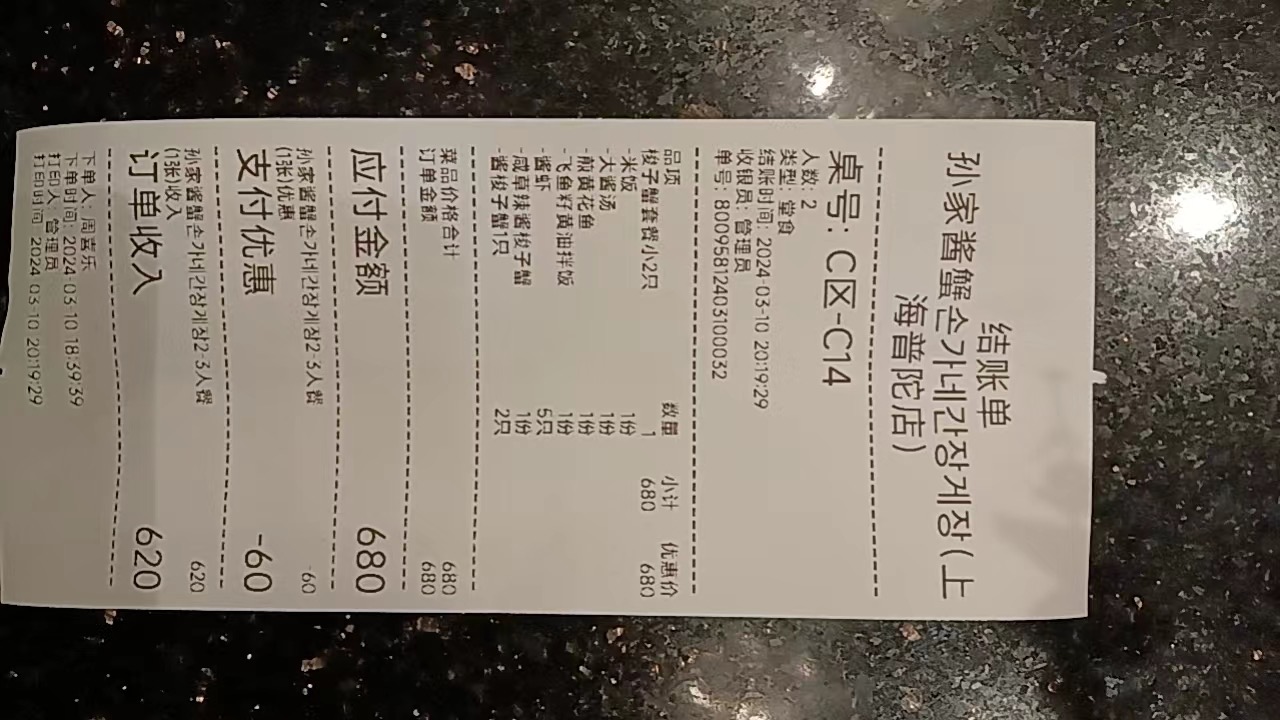 结账单
孙家酱蟹손가네간장게장(上
海普陀店)
桌号: C区-C14
人数: 2
类型: 堂食
结账时间: 2024-03-10 20:19:29
收银员: 管理员
单号: 8009581240310000032
品项 数量 小计 优惠价
梭子蟹套餐小2只 1 680 680
-米饭 1份
-大酱汤 1份
-煎黄花鱼 1份
-飞鱼籽黄油拌饭 1份
-酱虾 5只
-咸草辣酱梭子蟹 1份
-酱梭子蟹1只 2只
菜品价格合计 680
订单金额 680
应付金额 680
孙家酱蟹손가네간장게장2-3人餐 -60
(1张)优惠
支付优惠 -60
孙家酱蟹손가네간장게장2-3人餐 620
(1张)收入
订单收入 620
下单人: 周喜乐
下单时间: 2024-03-10 18:39:39
打印人: 管理员
打印时间: 2024-03-10 20:19:29